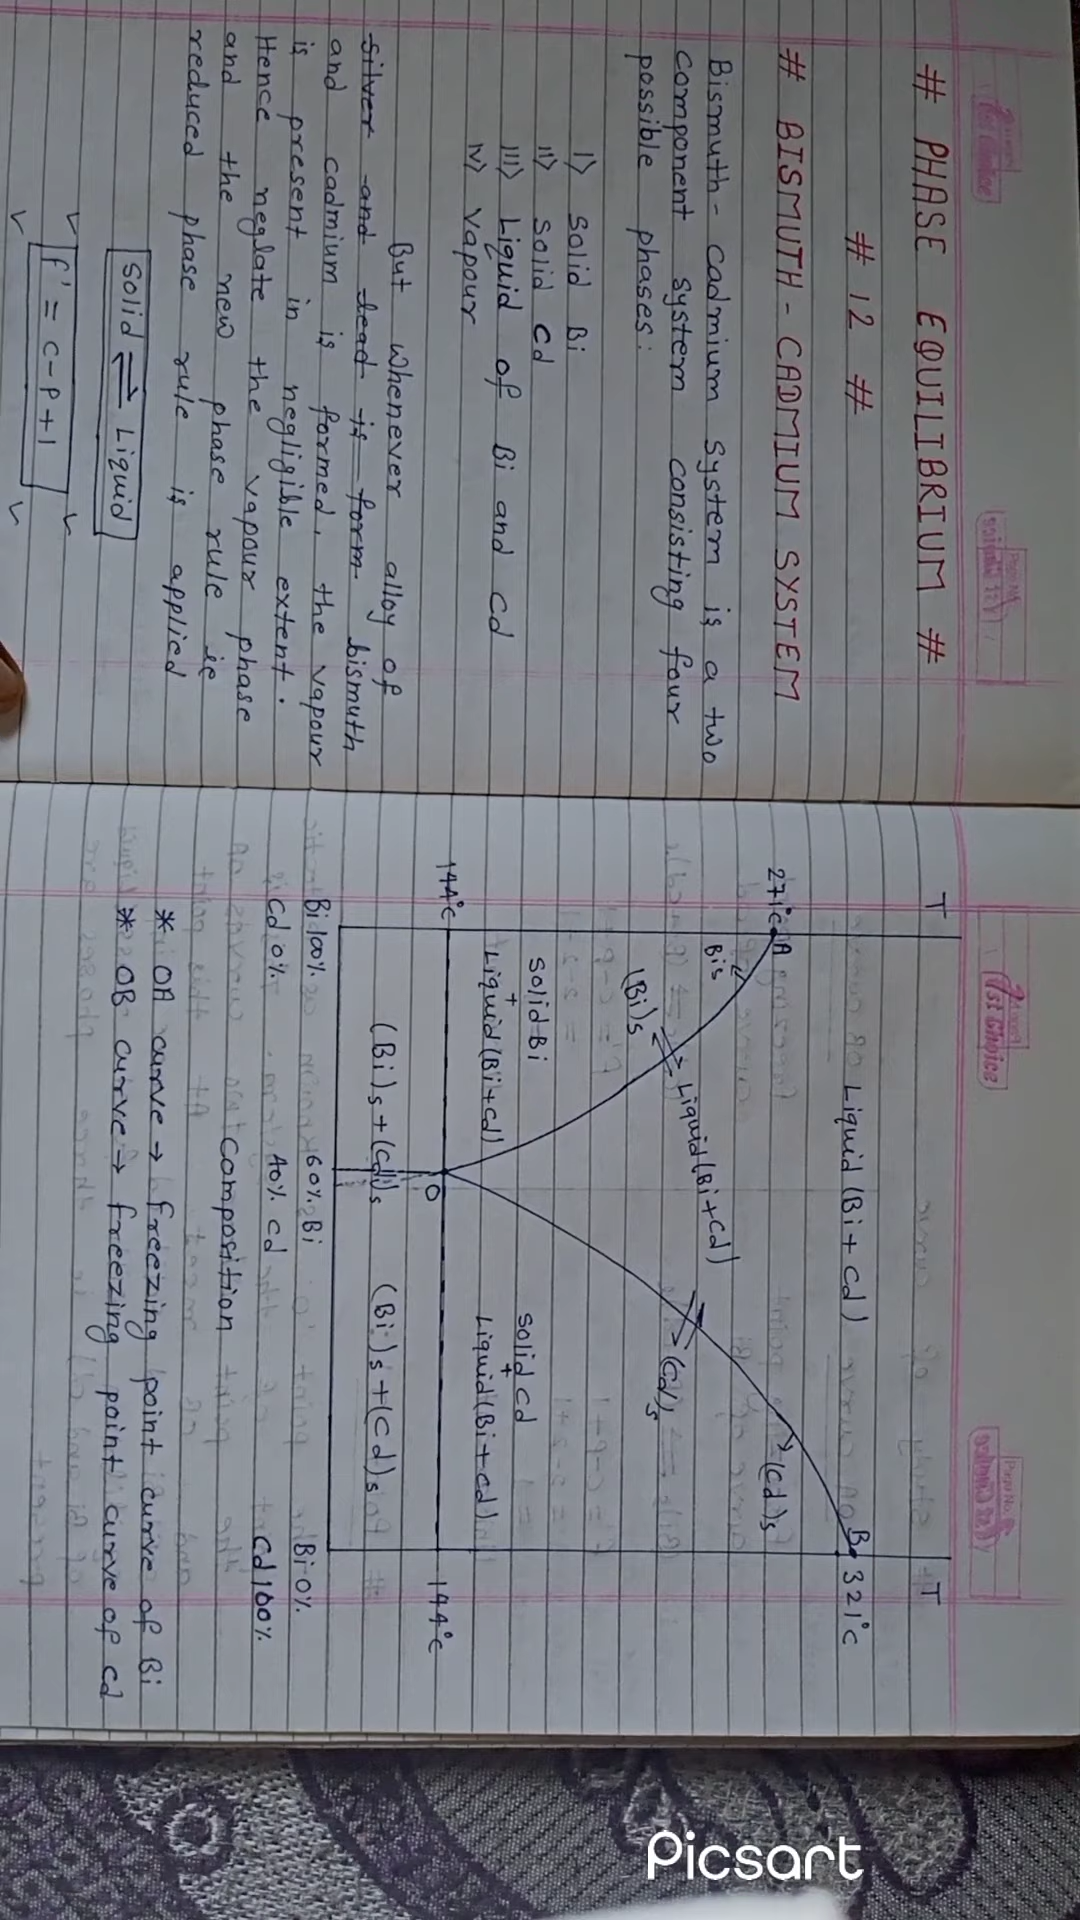 # PHASE EQUILIBRIUM #
# 12 #
# BISMUTH - CADMIUM SYSTEM
Bismuth - cadmium system is a two
component system consisting four
possible phases:
i) Solid Bi
ii) Solid Cd
iii) Liquid of Bi and Cd
iv) Vapour
But whenever alloy of
silver and lead is form bismuth
and cadmium is formed, the vapour
is present in negligible extent.
Hence neglate the vapour phase
and the new phase rule ie
reduced phase rule is applied
Solid ⇌ Liquid
f' = C - P + 1
1st Choice
T
T
Liquid (Bi + Cd)
271°C A
B 321°C
Bis
(Bi)s ⇌ Liquid (Bi + Cd) ⇌ (Cd)s
(Cd)s
Solid Bi
+
Liquid (Bi + Cd)
Solid Cd
+
Liquid (Bi + Cd)
144°C
O
144°C
(Bi)s + (Cd)s
(Bi)s + (Cd)s
Bi 100%
60% Bi
Bi 0%
Cd 0%
40% Cd
Cd 100%
Composition
* OA curve → freezing point curve of Bi
* OB curve → freezing point curve of Cd
Picsart